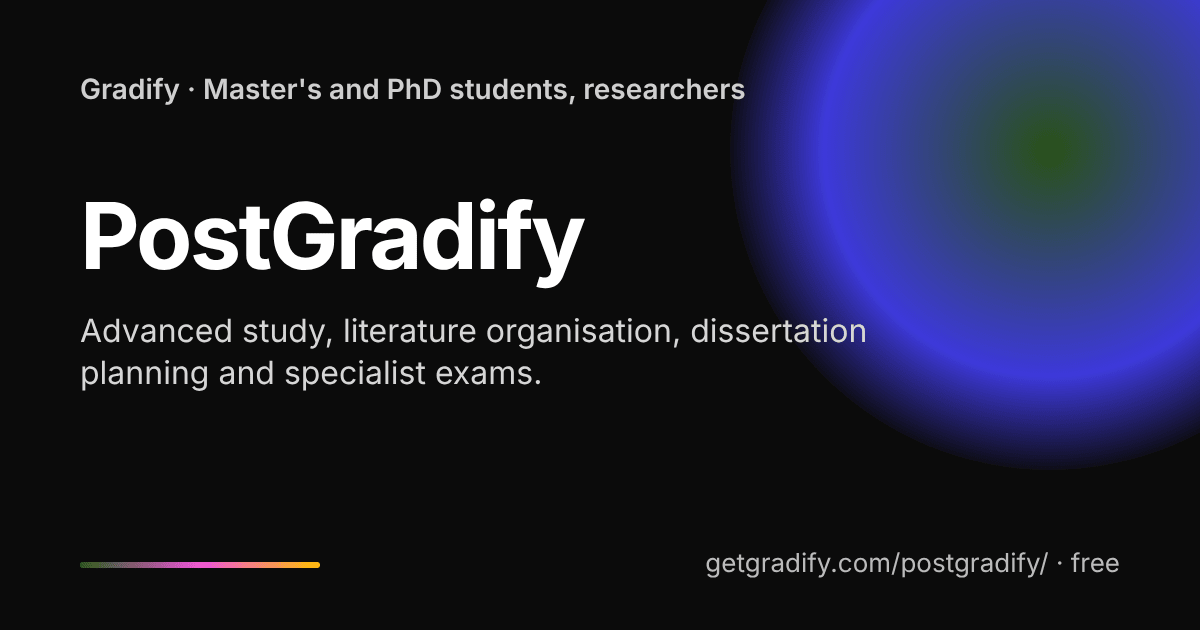 Gradify · Master's and PhD students, researchers
PostGradify
Advanced study, literature organisation, dissertation
planning and specialist exams.
getgradify.com/postgradify/ · free